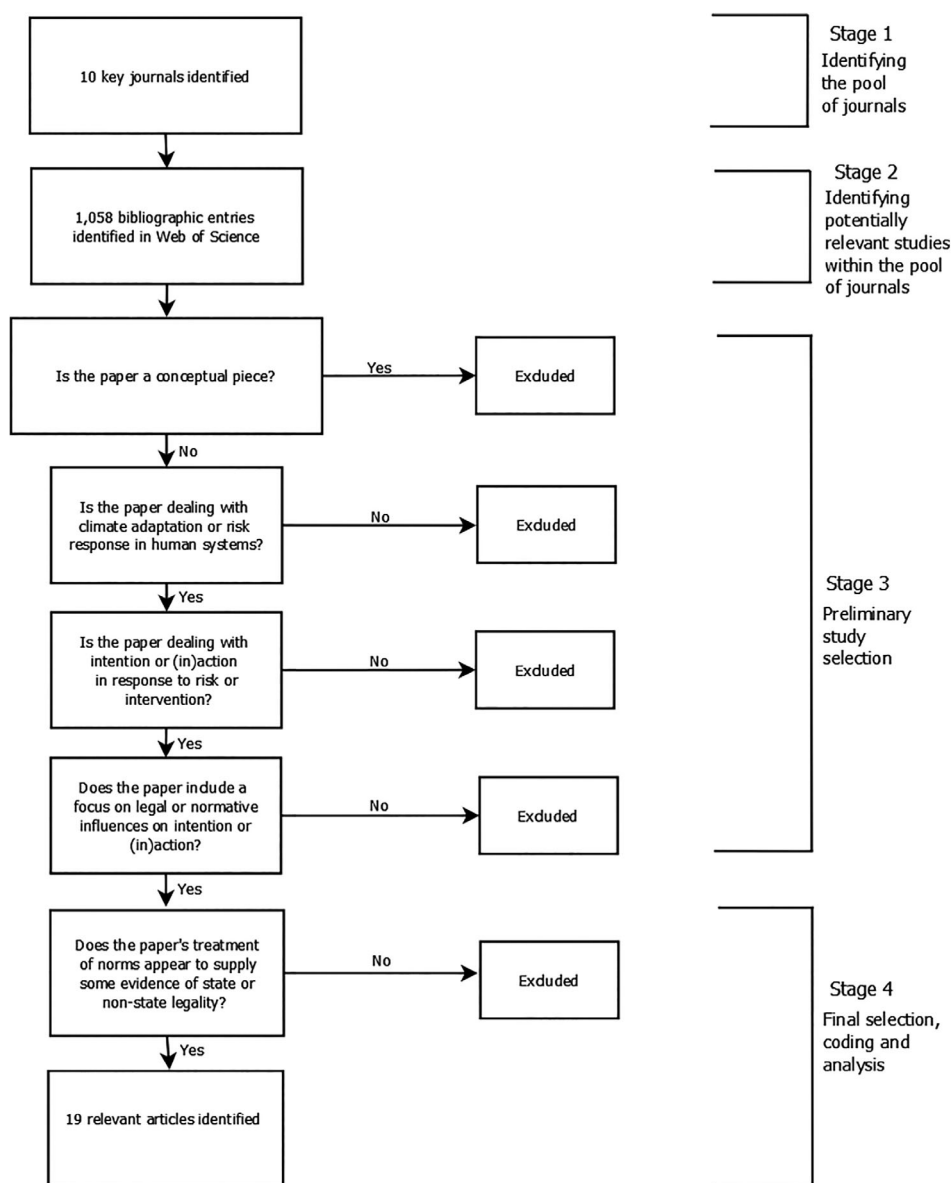 10 key journals identified
Stage 1
Identifying
the pool
of journals
1,058 bibliographic entries
identified in Web of Science
Stage 2
Identifying
potentially
relevant studies
within the pool
of journals
Is the paper a conceptual piece?
Yes
Excluded
No
Is the paper dealing with
climate adaptation or risk
response in human systems?
No
Excluded
Yes
Is the paper dealing with
intention or (in)action
in response to risk or
intervention?
No
Excluded
Yes
Does the paper include a
focus on legal or normative
influences on intention or
(in)action?
No
Excluded
Stage 3
Preliminary
study
selection
Yes
Does the paper's treatment
of norms appear to supply
some evidence of state or
non-state legality?
No
Excluded
Yes
19 relevant articles identified
Stage 4
Final selection,
coding and
analysis